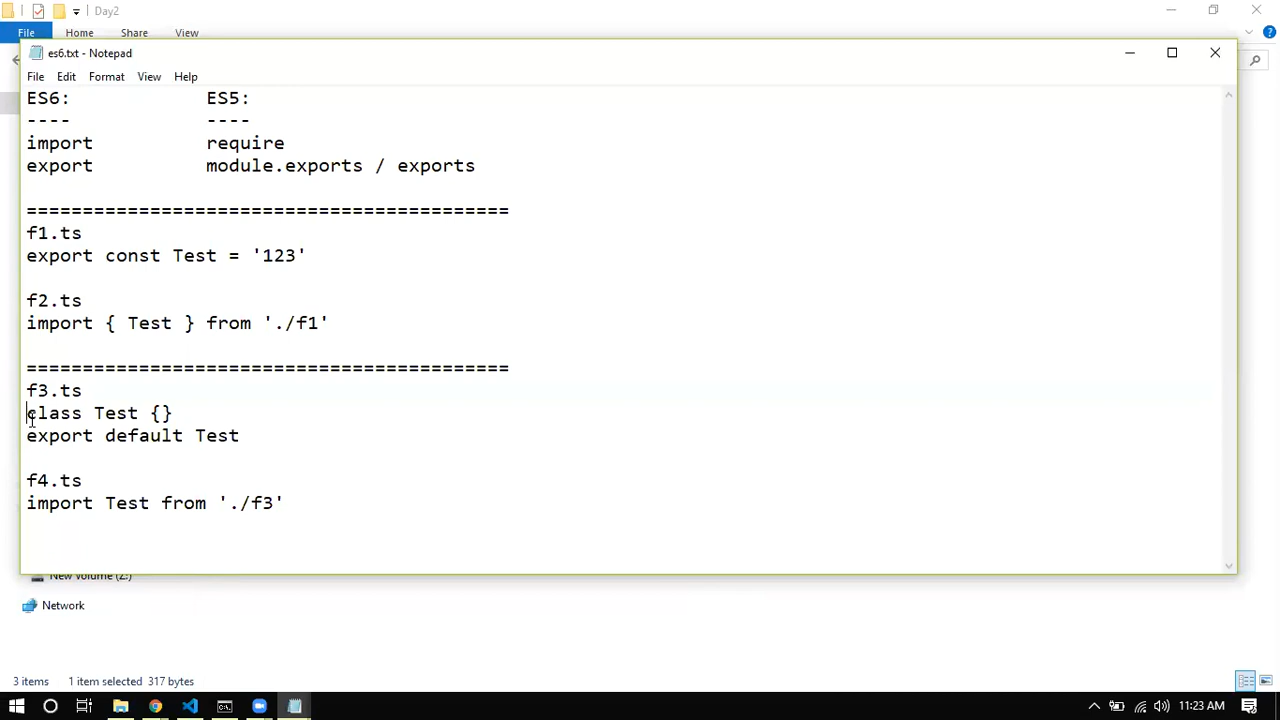 Day2
File Home Share View
es6.txt - Notepad
File Edit Format View Help
ES6: ES5:
---- ----
import require
export module.exports / exports
===========================================
f1.ts
export const Test = '123'
f2.ts
import { Test } from './f1'
===========================================
f3.ts
class Test {}
export default Test
f4.ts
import Test from './f3'
New Volume (Z:)
Network
3 items 1 item selected 317 bytes
11:23 AM